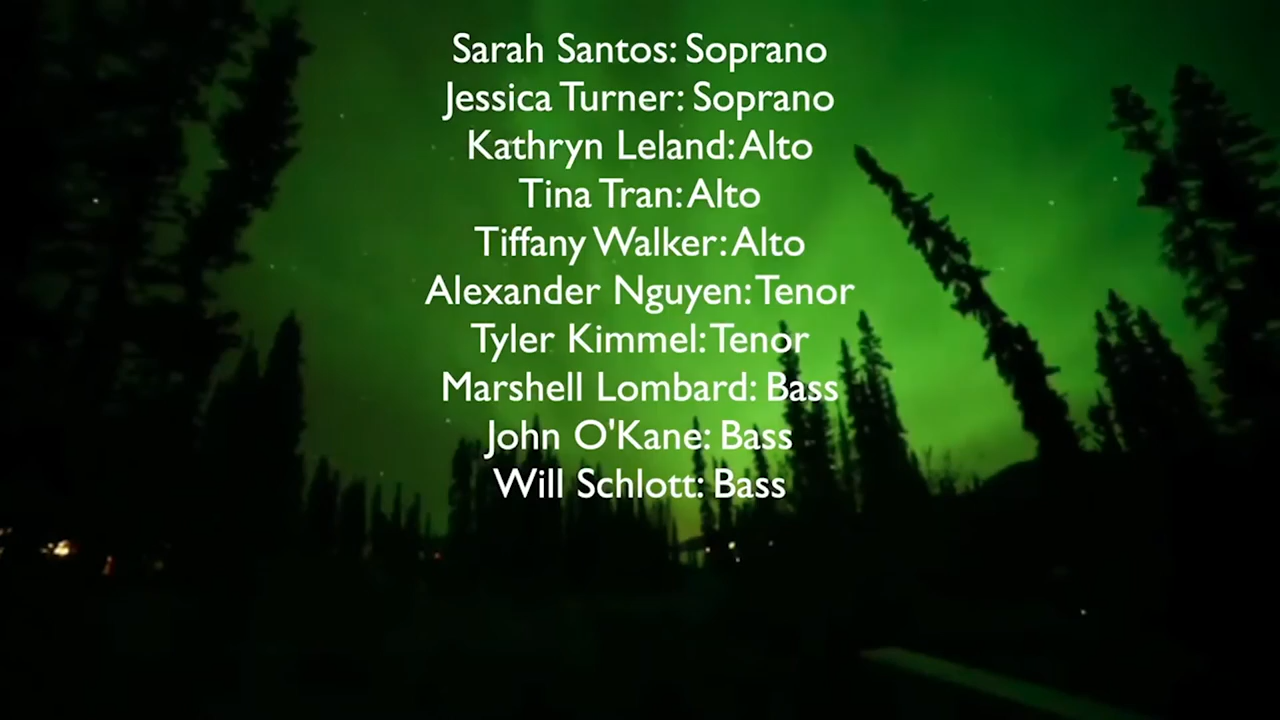 Sarah Santos: Soprano
Jessica Turner: Soprano
Kathryn Leland: Alto
Tina Tran: Alto
Tiffany Walker: Alto
Alexander Nguyen: Tenor
Tyler Kimmel: Tenor
Marshell Lombard: Bass
John O'Kane: Bass
Will Schlott: Bass